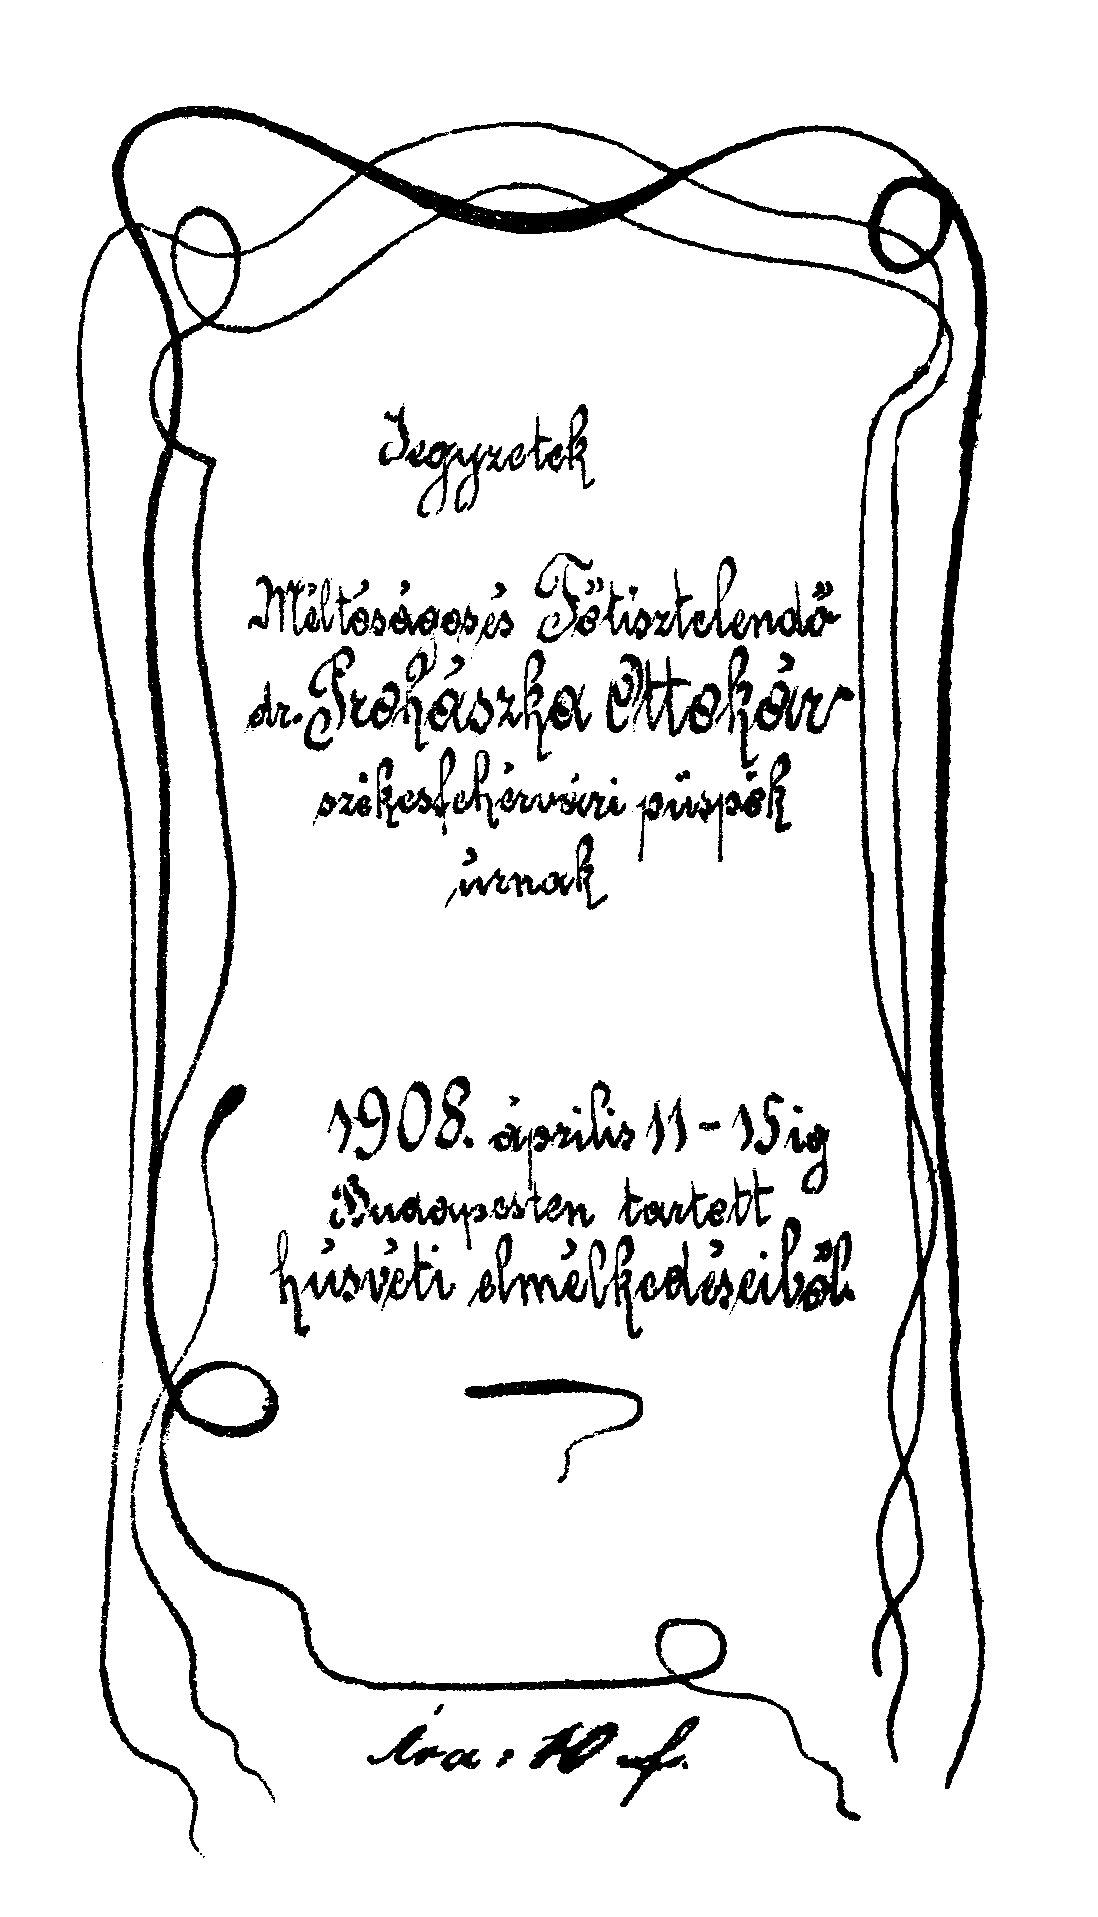 Jegyzetek
Méltóságos és Főtisztelendő
dr. Prohászka Ottokár
székesfehérvári püspök
úrnak
1908. április 11-15ig
Budapesten tartott
húsvéti elmélkedéseiből.
Ára: 70 f.